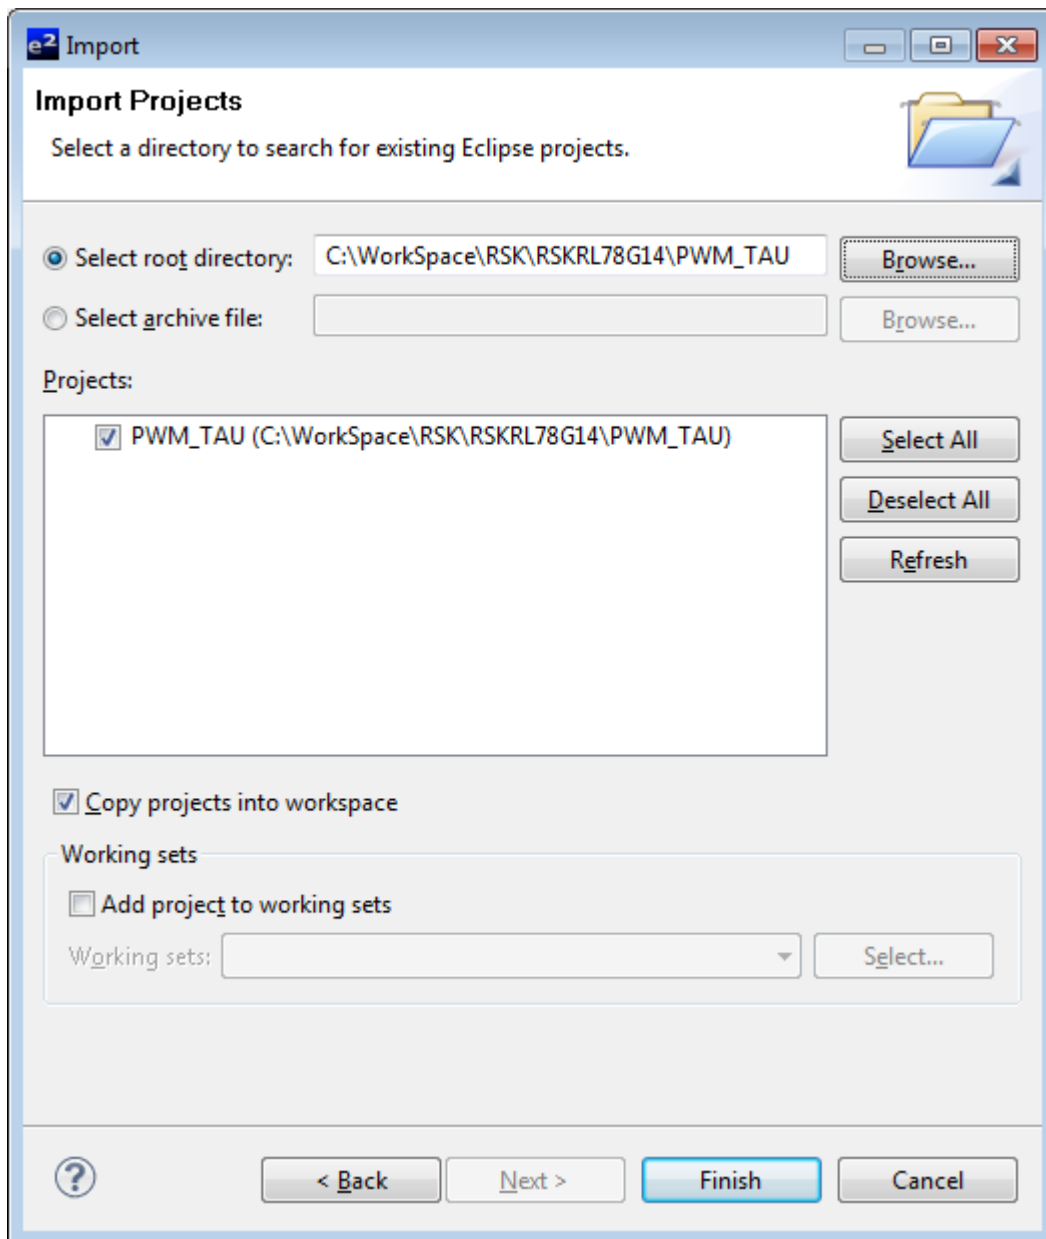 e² Import
Import Projects
Select a directory to search for existing Eclipse projects.
Select root directory: C:\WorkSpace\RSK\RSKRL78G14\PWM_TAU Browse...
Select archive file: Browse...
Projects:
PWM_TAU (C:\WorkSpace\RSK\RSKRL78G14\PWM_TAU)
Select All
Deselect All
Refresh
Copy projects into workspace
Working sets
Add project to working sets
Working sets: Select...
? < Back Next > Finish Cancel